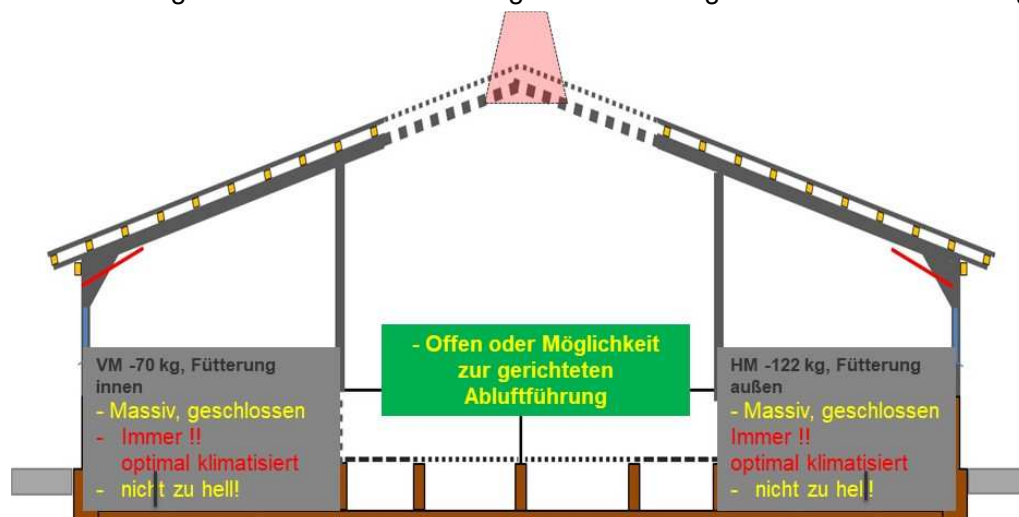 - Offen oder Möglichkeit
zur gerichteten
Abluftführung
VM -70 kg, Fütterung
innen
- Massiv, geschlossen
- Immer !!
optimal klimatisiert
- nicht zu hell!
HM -122 kg, Fütterung
außen
- Massiv, geschlossen
Immer !!
optimal klimatisiert
- nicht zu hell!